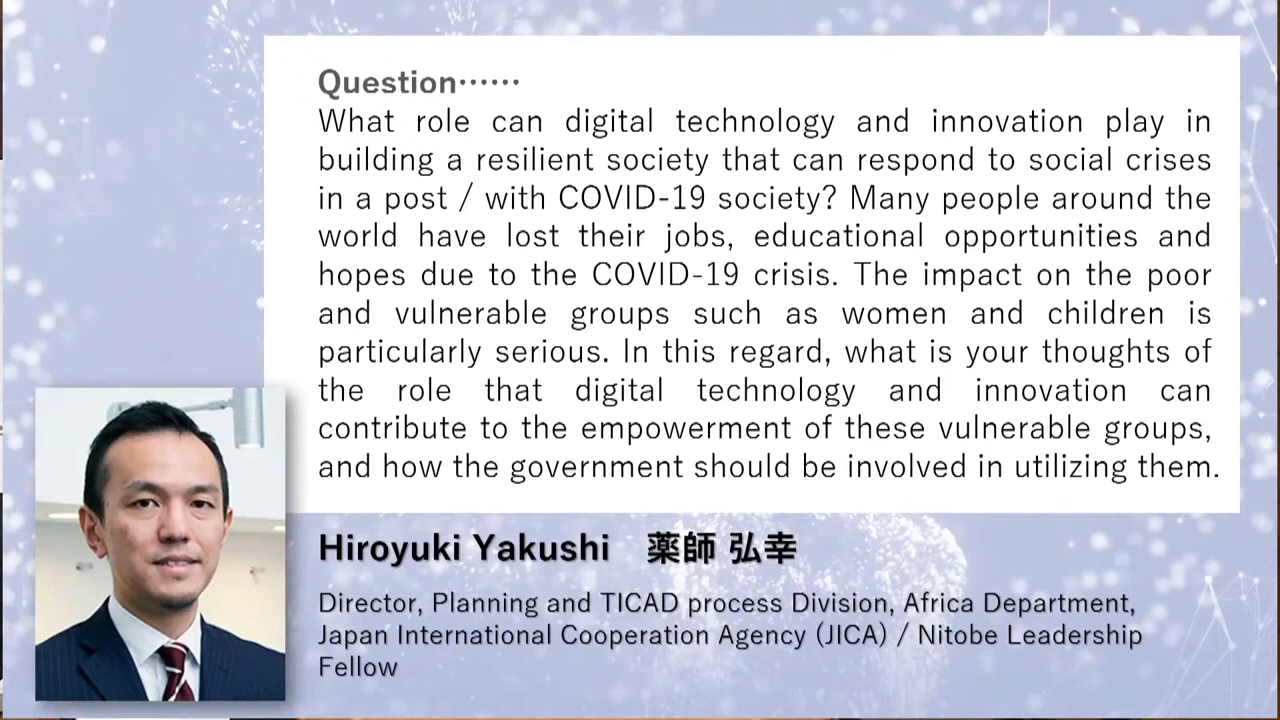 Question······
What role can digital technology and innovation play in
building a resilient society that can respond to social crises
in a post / with COVID-19 society? Many people around the
world have lost their jobs, educational opportunities and
hopes due to the COVID-19 crisis. The impact on the poor
and vulnerable groups such as women and children is
particularly serious. In this regard, what is your thoughts of
the role that digital technology and innovation can
contribute to the empowerment of these vulnerable groups,
and how the government should be involved in utilizing them.
Hiroyuki Yakushi 薬師 弘幸
Director, Planning and TICAD process Division, Africa Department,
Japan International Cooperation Agency (JICA) / Nitobe Leadership
Fellow